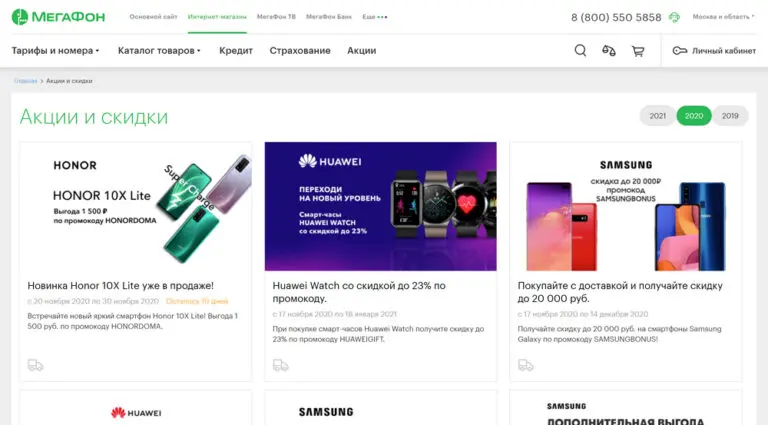 МЕГАФОН
Основной сайт
Интернет-магазин
МегаФон ТВ
МегаФон Банк
Еще
8 (800) 550 5858
Москва и область
Тарифы и номера
Каталог товаров
Кредит
Страхование
Акции
Личный кабинет
Главная > Акции и скидки
Акции и скидки
2021
2020
2019
HONOR
HONOR 10X Lite
Выгода 1 500 ₽
по промокоду HONORDOMA
SuperCharge
Новинка Honor 10X Lite уже в продаже!
с 20 ноября 2020 по 30 ноября 2020 Осталось 10 дней
Встречайте новый яркий смартфон Honor 10X Lite! Выгода 1
500 руб. по промокоду HONORDOMA.
HUAWEI
ПЕРЕХОДИ
НА НОВЫЙ УРОВЕНЬ
Смарт-часы
HUAWEI WATCH
со скидкой до 23%
Huawei Watch со скидкой до 23% по
промокоду.
с 17 ноября 2020 по 18 января 2021
При покупке смарт-часов Huawei Watch получите скидку до
23% по промокоду HUAWEIGIFT.
SAMSUNG
скидка до 20 000₽
промокод
SAMSUNGBONUS
Покупайте с доставкой и получайте скидку
до 20 000 руб.
с 17 ноября 2020 по 14 декабря 2020
Получайте скидку до 20 000 руб. на смартфоны Samsung
Galaxy по промокоду SAMSUNGBONUS!
HUAWEI
SAMSUNG
SAMSUNG
ДОПОЛНИТЕЛЬНАЯ ВЫГОДА